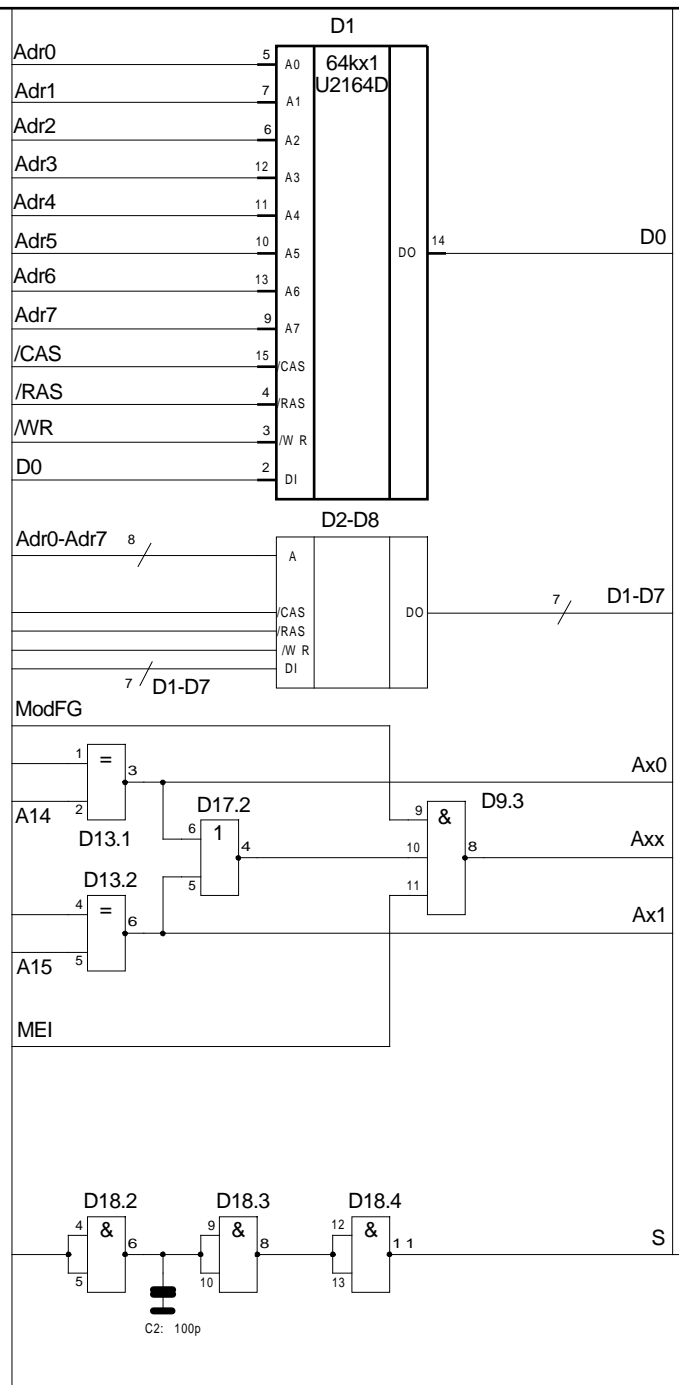 D1
Adr0 5 A0 64kx1
Adr1 7 A1 U2164D
Adr2 6 A2
Adr3 12 A3
Adr4 11 A4
Adr5 10 A5 DO 14 D0
Adr6 13 A6
Adr7 9 A7
/CAS 15 /CAS
/RAS 4 /RAS
/WR 3 /W R
D0 2 DI
D2-D8
Adr0-Adr7 8 A
/CAS DO 7 D1-D7
/RAS
/W R
7 D1-D7 DI
ModFG
1 = 3 Ax0
A14 2 D13.1
D17.2
6 1 4
5
D9.3
9 & 8 Axx
10
11
D13.2
4 = 6 Ax1
A15 5
MEI
D18.2 D18.3 D18.4
4 & 6 9 & 8 12 & 11 S
5 10 13
C2: 100p